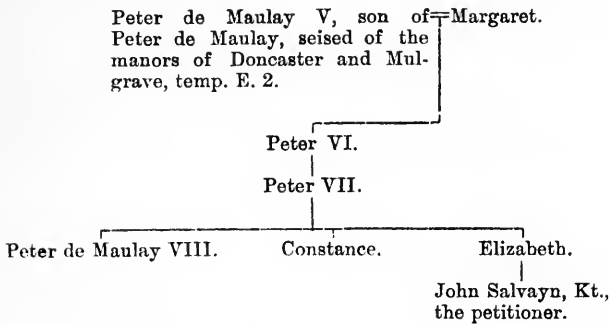 Peter de Maulay V, son of Margaret.
Peter de Maulay, seised of the
manors of Doncaster and Mul-
grave, temp. E. 2.
Peter VI.
Peter VII.
Peter de Maulay VIII. Constance. Elizabeth.
John Salvayn, Kt.,
the petitioner.